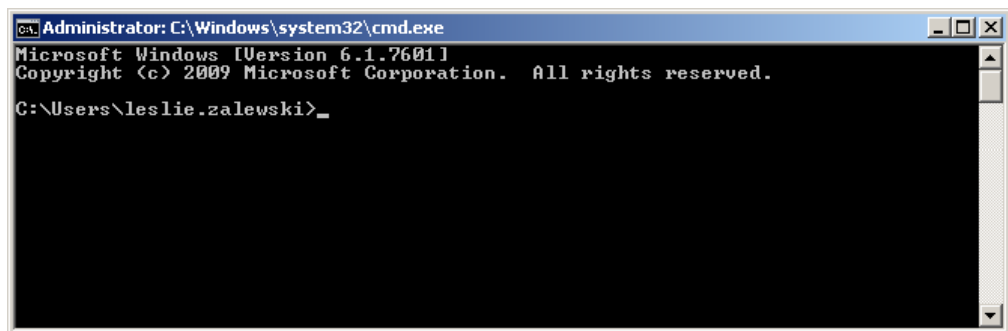 Administrator: C:\Windows\system32\cmd.exe
Microsoft Windows [Version 6.1.7601]
Copyright (c) 2009 Microsoft Corporation.  All rights reserved.
C:\Users\leslie.zalewski>_